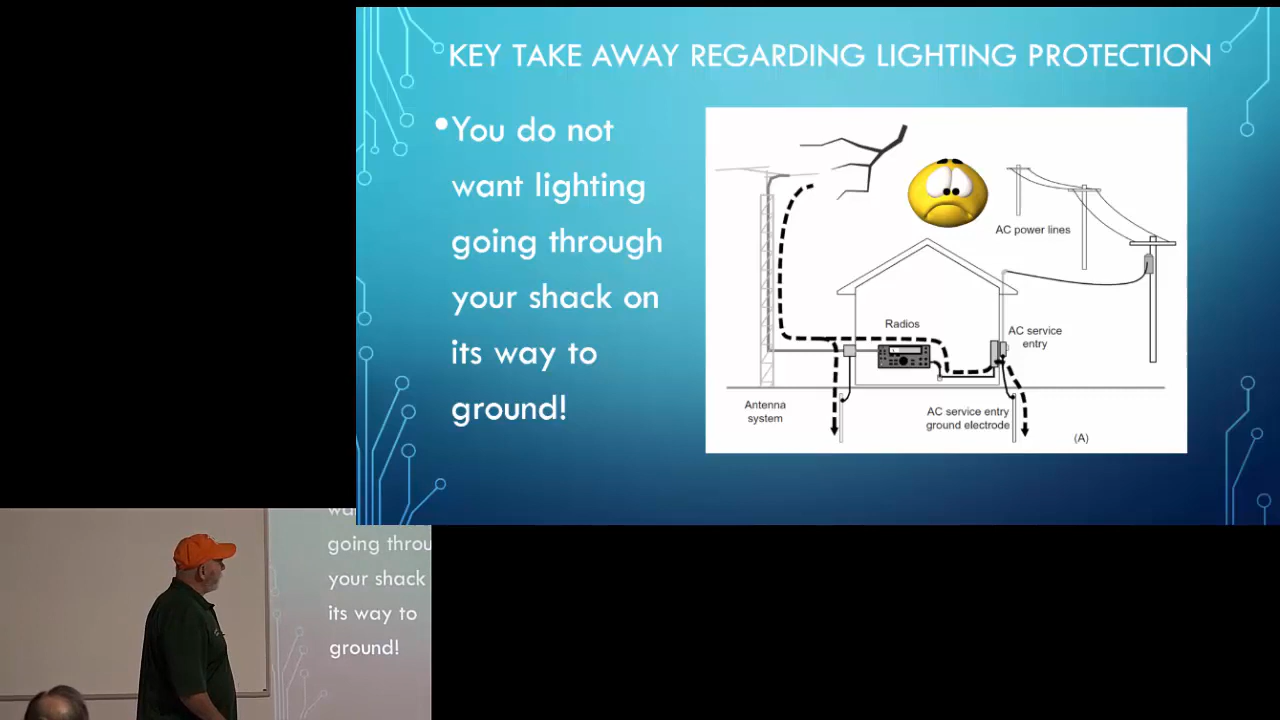 KEY TAKE AWAY REGARDING LIGHTING PROTECTION
•You do not
want lighting
going through
your shack on
its way to
ground!
AC power lines
Radios
AC service
entry
Antenna
system
AC service entry
ground electrode
(A)
going throu
your shack
its way to
ground!